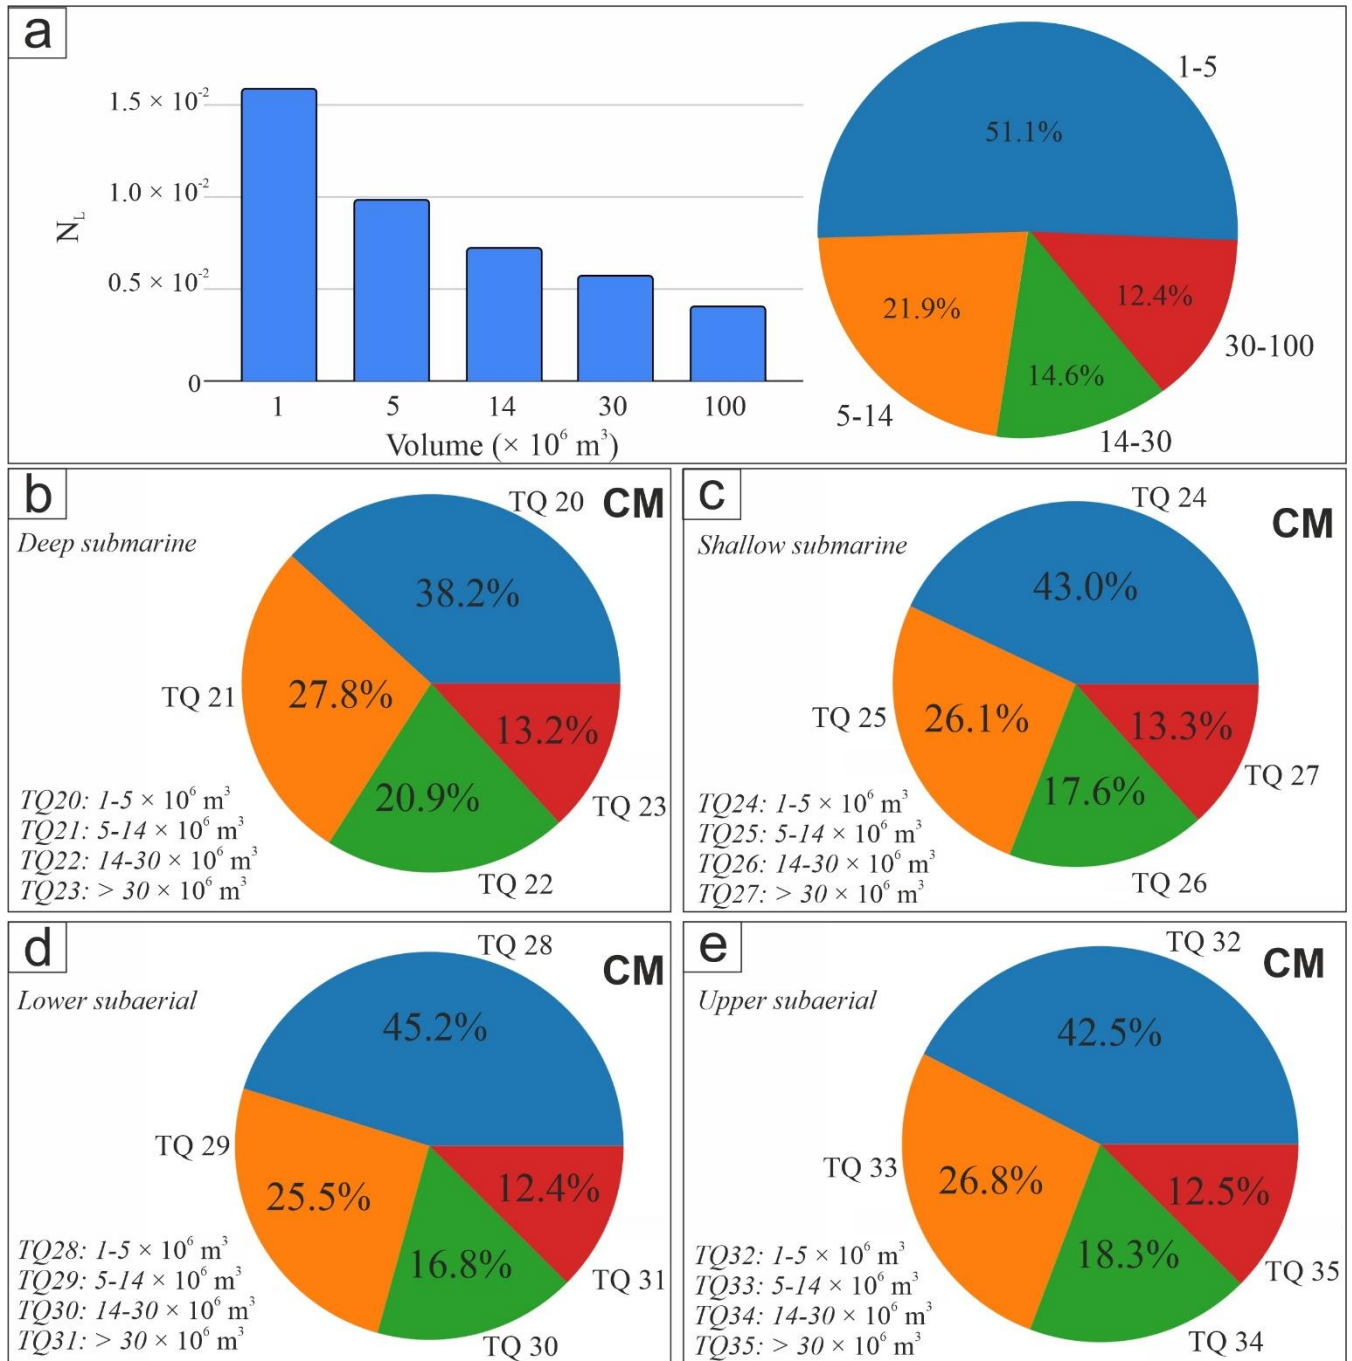 a
1.5 × 10⁻²
1.0 × 10⁻²
0.5 × 10⁻²
0
N_L
1
5
14
30
100
Volume (× 10⁶ m³)
1-5
51.1%
21.9%
12.4%
14.6%
30-100
5-14
14-30
b
CM
TQ 20
Deep submarine
38.2%
TQ 21
27.8%
13.2%
20.9%
TQ 23
TQ 22
TQ20: 1-5 × 10⁶ m³
TQ21: 5-14 × 10⁶ m³
TQ22: 14-30 × 10⁶ m³
TQ23: > 30 × 10⁶ m³
c
CM
TQ 24
Shallow submarine
43.0%
TQ 25
26.1%
13.3%
17.6%
TQ 27
TQ 26
TQ24: 1-5 × 10⁶ m³
TQ25: 5-14 × 10⁶ m³
TQ26: 14-30 × 10⁶ m³
TQ27: > 30 × 10⁶ m³
d
CM
TQ 28
Lower subaerial
45.2%
TQ 29
25.5%
12.4%
16.8%
TQ 31
TQ 30
TQ28: 1-5 × 10⁶ m³
TQ29: 5-14 × 10⁶ m³
TQ30: 14-30 × 10⁶ m³
TQ31: > 30 × 10⁶ m³
e
CM
TQ 32
Upper subaerial
42.5%
TQ 33
26.8%
12.5%
18.3%
TQ 35
TQ 34
TQ32: 1-5 × 10⁶ m³
TQ33: 5-14 × 10⁶ m³
TQ34: 14-30 × 10⁶ m³
TQ35: > 30 × 10⁶ m³